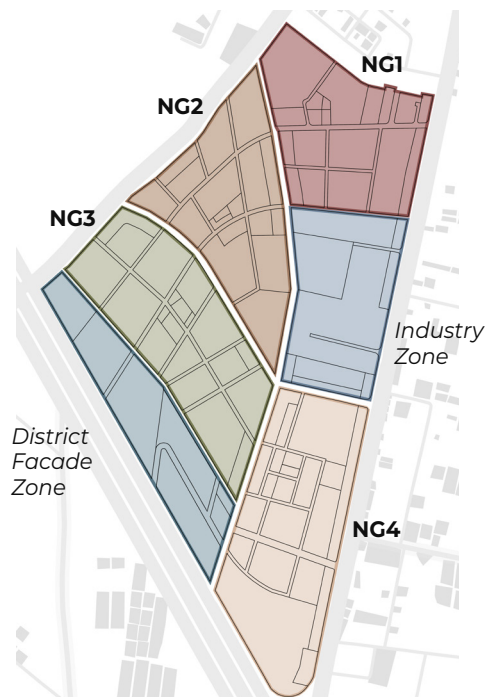 NG1
NG2
NG3
Industry
Zone
District
Facade
Zone
NG4